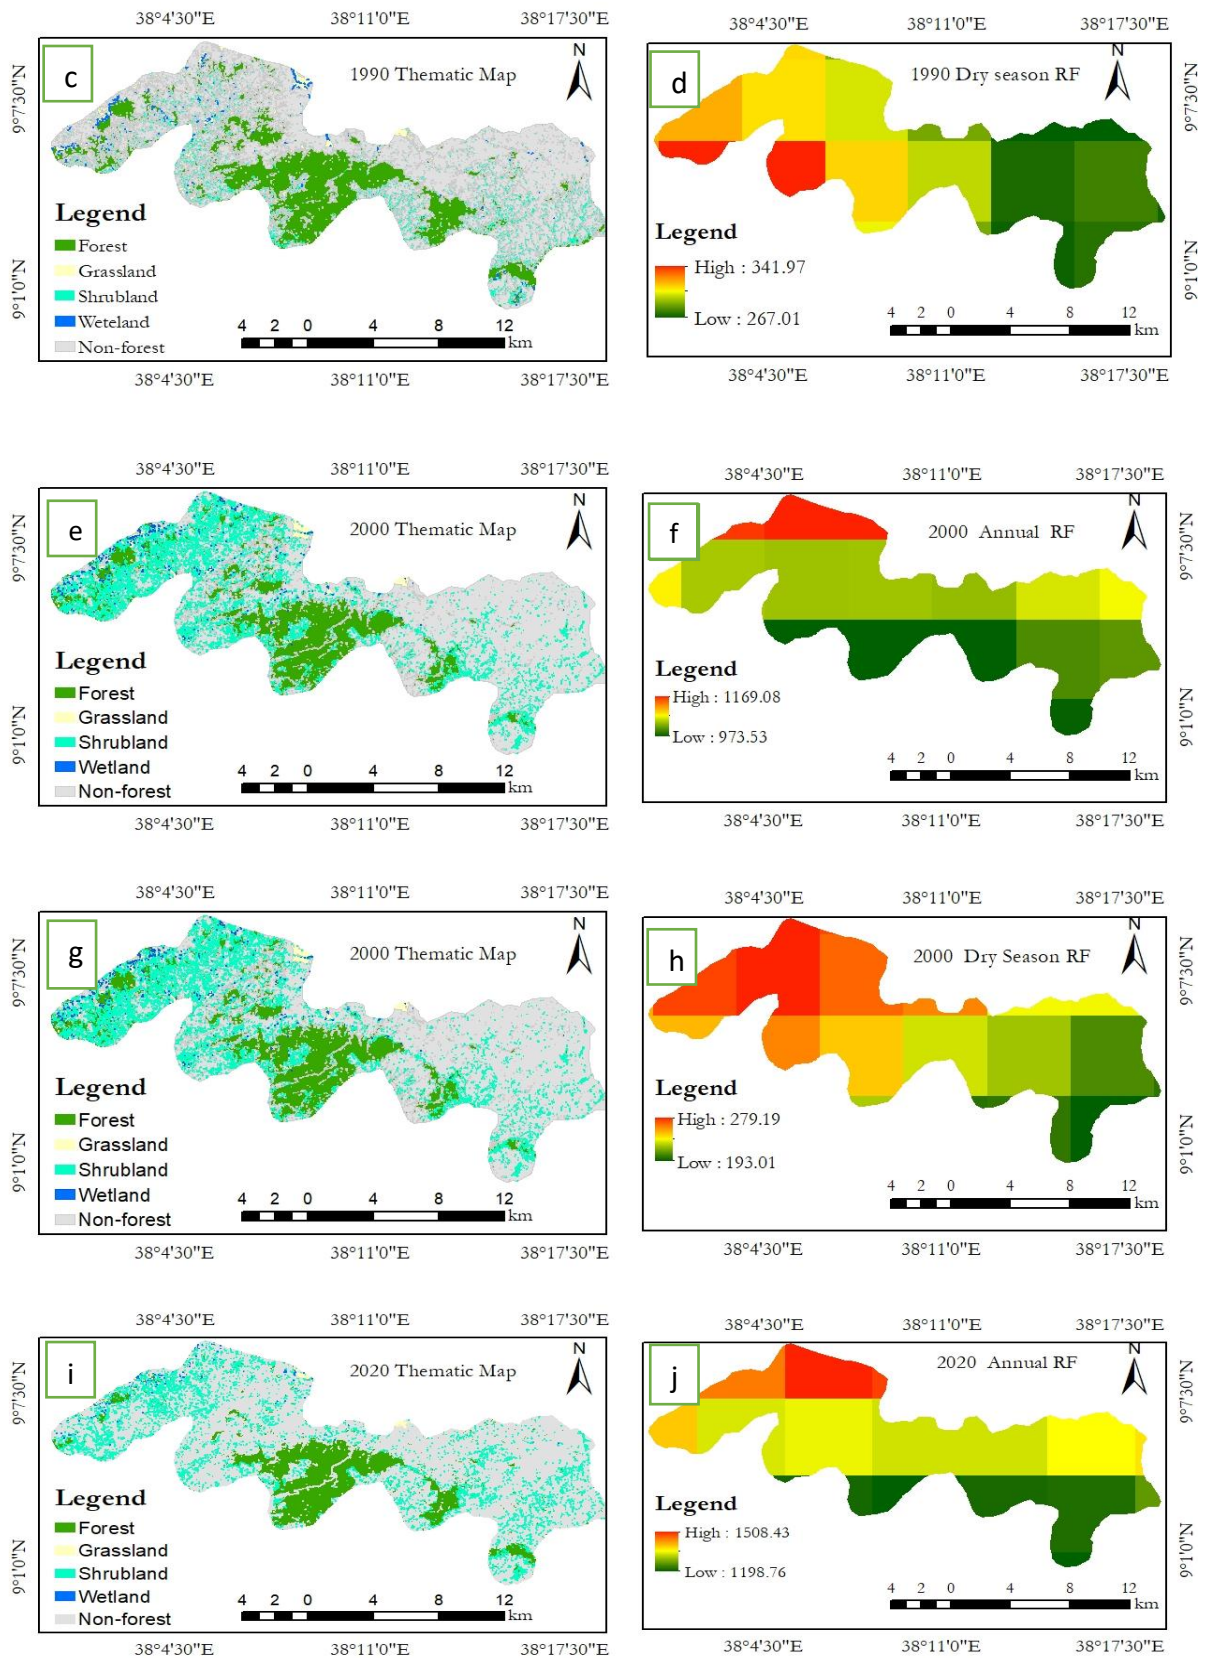 38°4'30"E 38°11'0"E 38°17'30"E
c
1990 Thematic Map
N
9°7'30"N
9°1'0"N
Legend
Forest
Grassland
Shrubland
Weteland
Non-forest
4 2 0 4 8 12
km
38°4'30"E 38°11'0"E 38°17'30"E
38°4'30"E 38°11'0"E 38°17'30"E
d
1990 Dry season RF
N
9°7'30"N
9°1'0"N
Legend
High : 341.97
Low : 267.01
4 2 0 4 8 12
km
38°4'30"E 38°11'0"E 38°17'30"E
38°4'30"E 38°11'0"E 38°17'30"E
e
2000 Thematic Map
N
9°7'30"N
9°1'0"N
Legend
Forest
Grassland
Shrubland
Wetland
Non-forest
4 2 0 4 8 12
km
38°4'30"E 38°11'0"E 38°17'30"E
38°4'30"E 38°11'0"E 38°17'30"E
f
2000 Annual RF
N
9°7'30"N
9°1'0"N
Legend
High : 1169.08
Low : 973.53
4 2 0 4 8 12
km
38°4'30"E 38°11'0"E 38°17'30"E
38°4'30"E 38°11'0"E 38°17'30"E
g
2000 Thematic Map
N
9°7'30"N
9°1'0"N
Legend
Forest
Grassland
Shrubland
Wetland
Non-forest
4 2 0 4 8 12
km
38°4'30"E 38°11'0"E 38°17'30"E
38°4'30"E 38°11'0"E 38°17'30"E
h
2000 Dry Season RF
N
9°7'30"N
9°1'0"N
Legend
High : 279.19
Low : 193.01
4 2 0 4 8 12
km
38°4'30"E 38°11'0"E 38°17'30"E
38°4'30"E 38°11'0"E 38°17'30"E
i
2020 Thematic Map
N
9°7'30"N
9°1'0"N
Legend
Forest
Grassland
Shrubland
Wetland
Non-forest
4 2 0 4 8 12
km
38°4'30"E 38°11'0"E 38°17'30"E
38°4'30"E 38°11'0"E 38°17'30"E
j
2020 Annual RF
N
9°7'30"N
9°1'0"N
Legend
High : 1508.43
Low : 1198.76
4 2 0 4 8 12
km
38°4'30"E 38°11'0"E 38°17'30"E